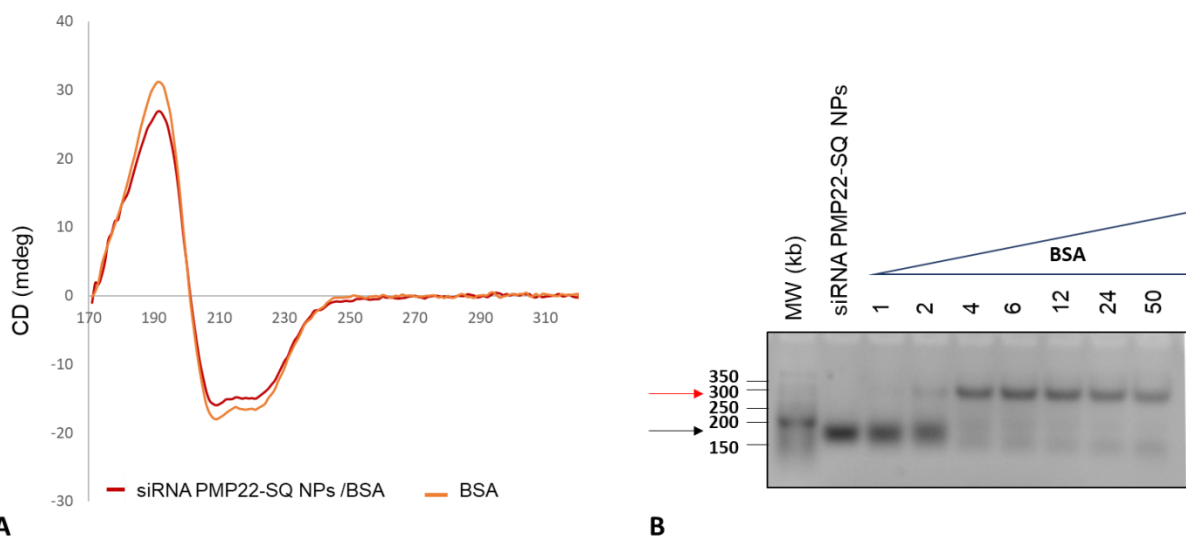 40
30
20
10
0
-10
-20
-30
170 190 210 230 250 270 290 310
CD (mdeg)
siRNA PMP22-SQ NPs /BSA BSA
A
MW (kb)
siRNA PMP22-SQ NPs
BSA
1 2 4 6 12 24 50
350
300
250
200
150
B